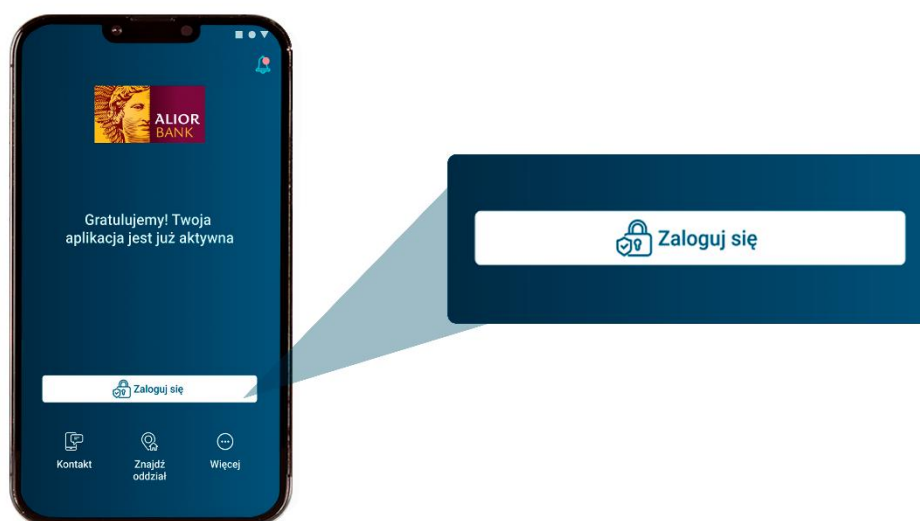 ALIOR
BANK
Gratulujemy! Twoja
aplikacja jest już aktywna
Zaloguj się
Kontakt
Znajdź
oddział
Więcej
Zaloguj się